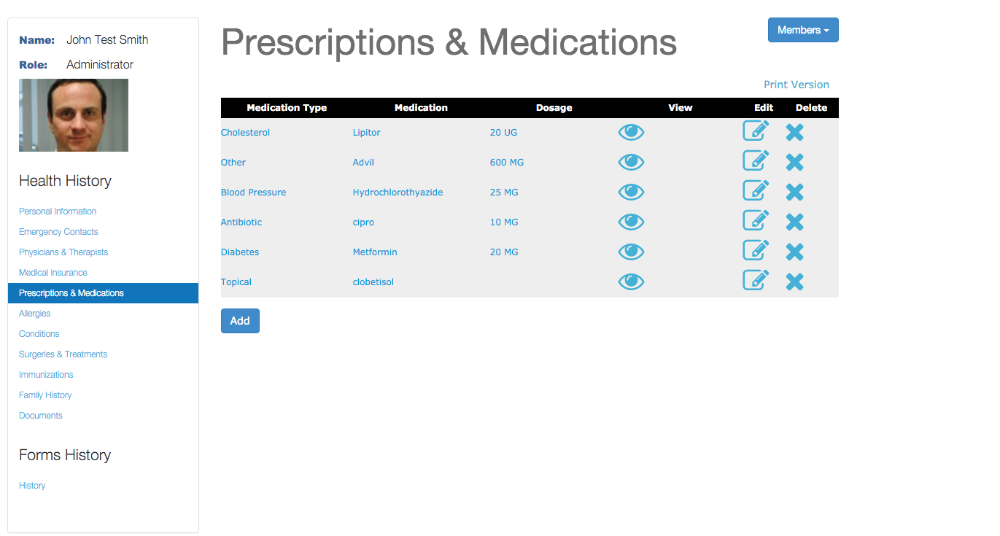 Name: John Test Smith
Role: Administrator
Health History
Personal Information
Emergency Contacts
Physicians & Therapists
Medical Insurance
Prescriptions & Medications
Allergies
Conditions
Surgeries & Treatments
Immunizations
Family History
Documents
Forms History
History
Prescriptions & Medications
Members
Print Version
Medication Type Medication Dosage View Edit Delete
Cholesterol Lipitor 20 UG
Other Advil 600 MG
Blood Pressure Hydrochlorothyazide 25 MG
Antibiotic cipro 10 MG
Diabetes Metformin 20 MG
Topical clobetisol
Add